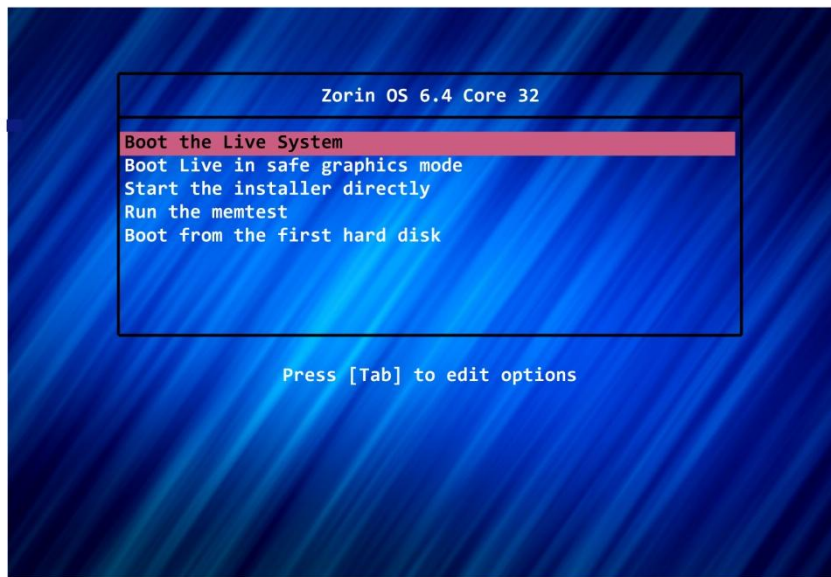 Zorin OS 6.4 Core 32
Boot the Live System
Boot Live in safe graphics mode
Start the installer directly
Run the memtest
Boot from the first hard disk
Press [Tab] to edit options